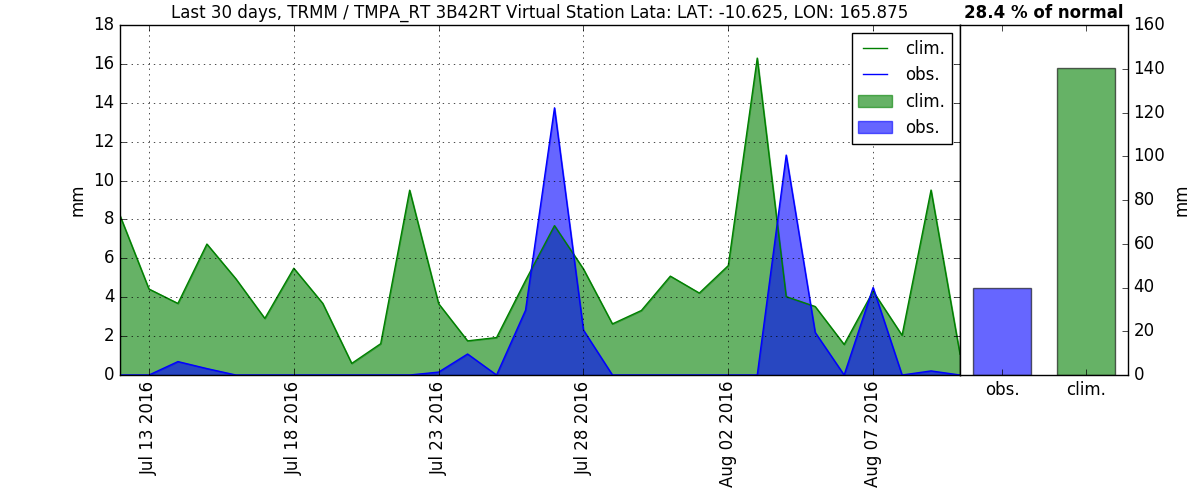 Last 30 days, TRMM / TMPA_RT 3B42RT Virtual Station Lata: LAT: -10.625, LON: 165.875
28.4 % of normal
18
16
14
12
10
8
6
4
2
0
mm
clim.
obs.
clim.
obs.
Jul 13 2016
Jul 18 2016
Jul 23 2016
Jul 28 2016
Aug 02 2016
Aug 07 2016
160
140
120
100
80
60
40
20
0
mm
obs.
clim.